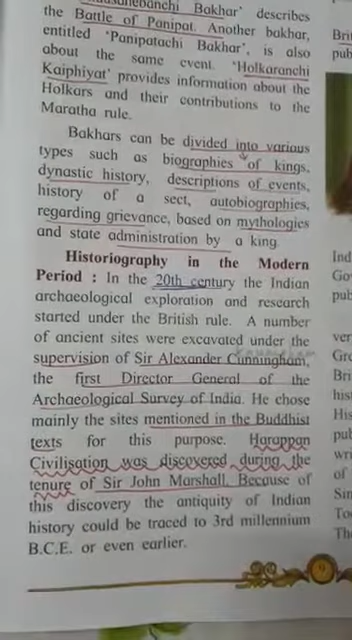 Bakhar' describes
the Battle of Panipat. Another bakhar,
entitled 'Panipatachi Bakhar', is also
about the same event. 'Holkaranchi
Kaiphiyat' provides information about the
Holkars and their contributions to the
Maratha rule.
Bakhars can be divided into various
types such as biographies of kings,
dynastic history, descriptions of events,
history of a sect, autobiographies,
regarding grievance, based on mythologies
and state administration by a king.
Historiography in the Modern
Period : In the 20th century the Indian
archaeological exploration and research
started under the British rule. A number
of ancient sites were excavated under the
supervision of Sir Alexander Cunningham,
the first Director General of the
Archaeological Survey of India. He chose
mainly the sites mentioned in the Buddhist
texts for this purpose. Harappan
Civilisation was discovered during the
tenure of Sir John Marshall. Because of
this discovery the antiquity of Indian
history could be traced to 3rd millennium
B.C.E. or even earlier.
9